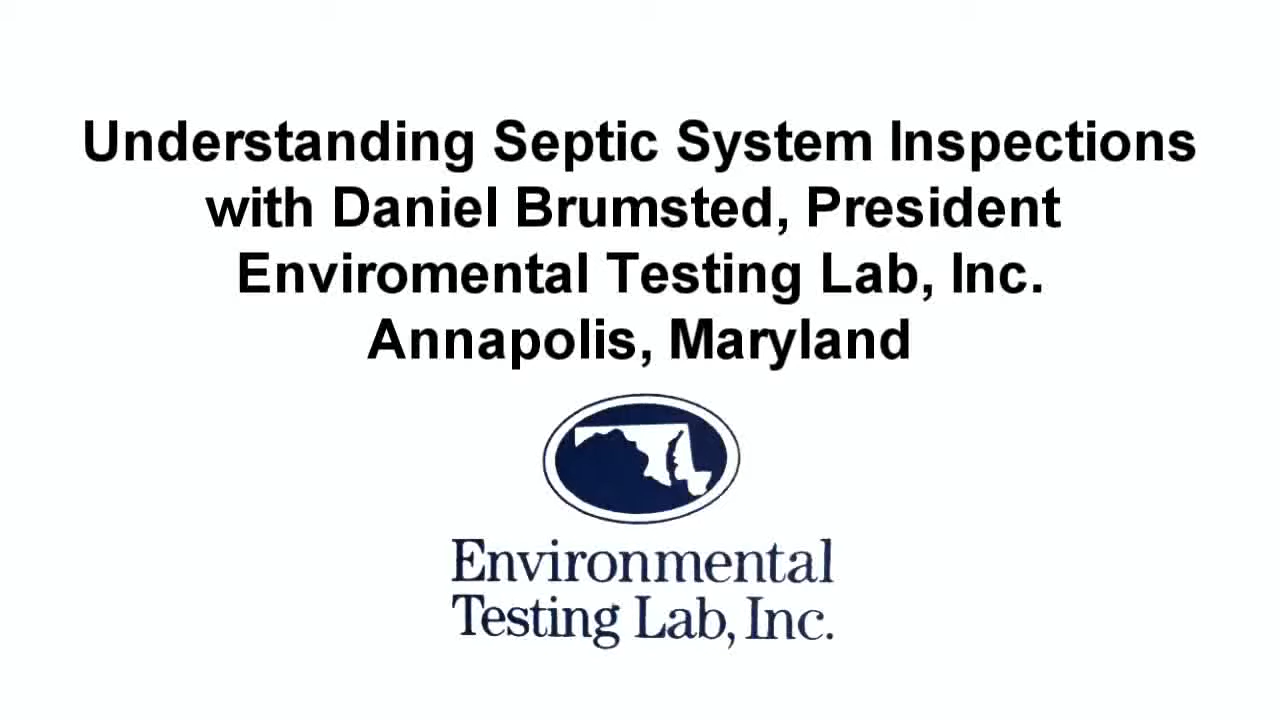 Understanding Septic System Inspections
with Daniel Brumsted, President
Enviromental Testing Lab, Inc.
Annapolis, Maryland
Environmental
Testing Lab, Inc.